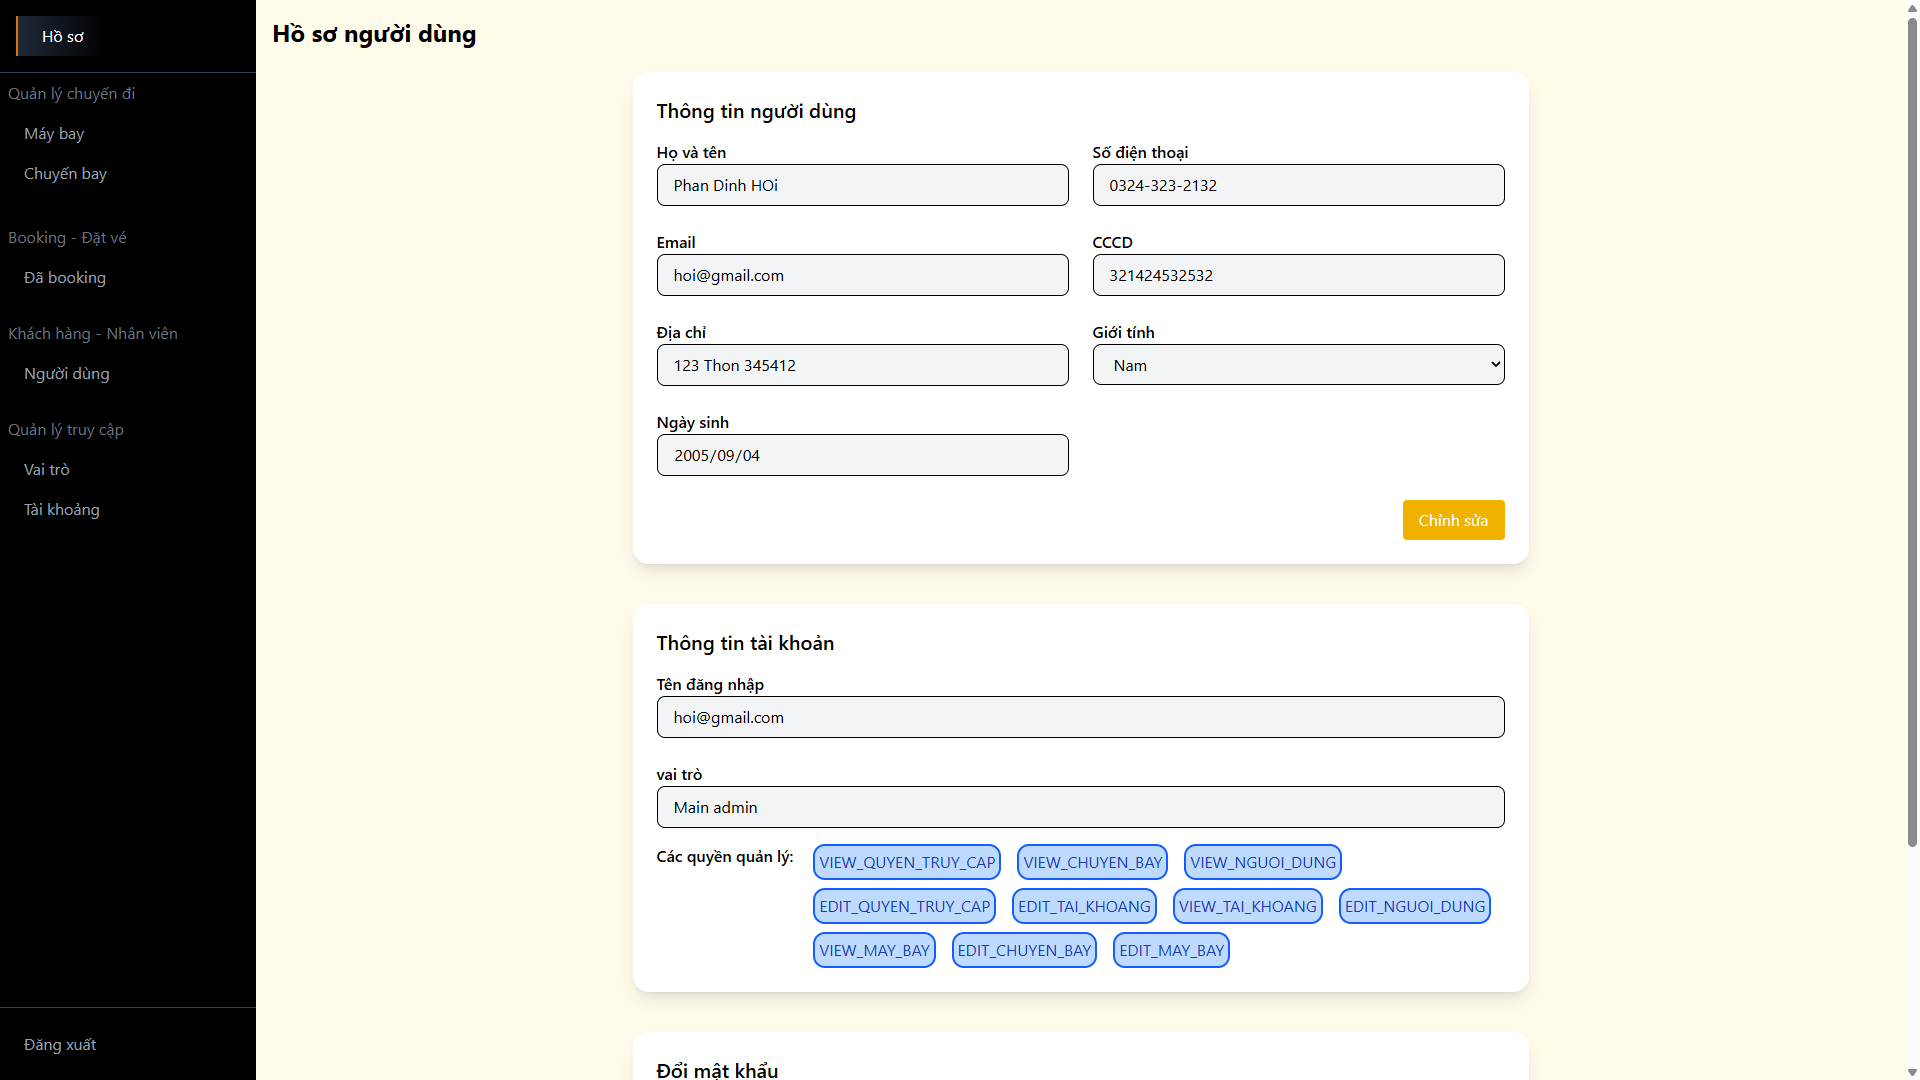 Hồ sơ
Quản lý chuyến đi
Máy bay
Chuyến bay
Booking - Đặt vé
Đã booking
Khách hàng - Nhân viên
Người dùng
Quản lý truy cập
Vai trò
Tài khoảng
Đăng xuất
Hồ sơ người dùng
Thông tin người dùng
Họ và tên
Phan Dinh HOi
Số điện thoại
0324-323-2132
Email
hoi@gmail.com
CCCD
321424532532
Địa chỉ
123 Thon 345412
Giới tính
Nam
Ngày sinh
2005/09/04
Chỉnh sửa
Thông tin tài khoản
Tên đăng nhập
hoi@gmail.com
vai trò
Main admin
Các quyền quản lý:
VIEW_QUYEN_TRUY_CAP VIEW_CHUYEN_BAY VIEW_NGUOI_DUNG
EDIT_QUYEN_TRUY_CAP EDIT_TAI_KHOANG VIEW_TAI_KHOANG EDIT_NGUOI_DUNG
VIEW_MAY_BAY EDIT_CHUYEN_BAY EDIT_MAY_BAY
Đổi mật khẩu